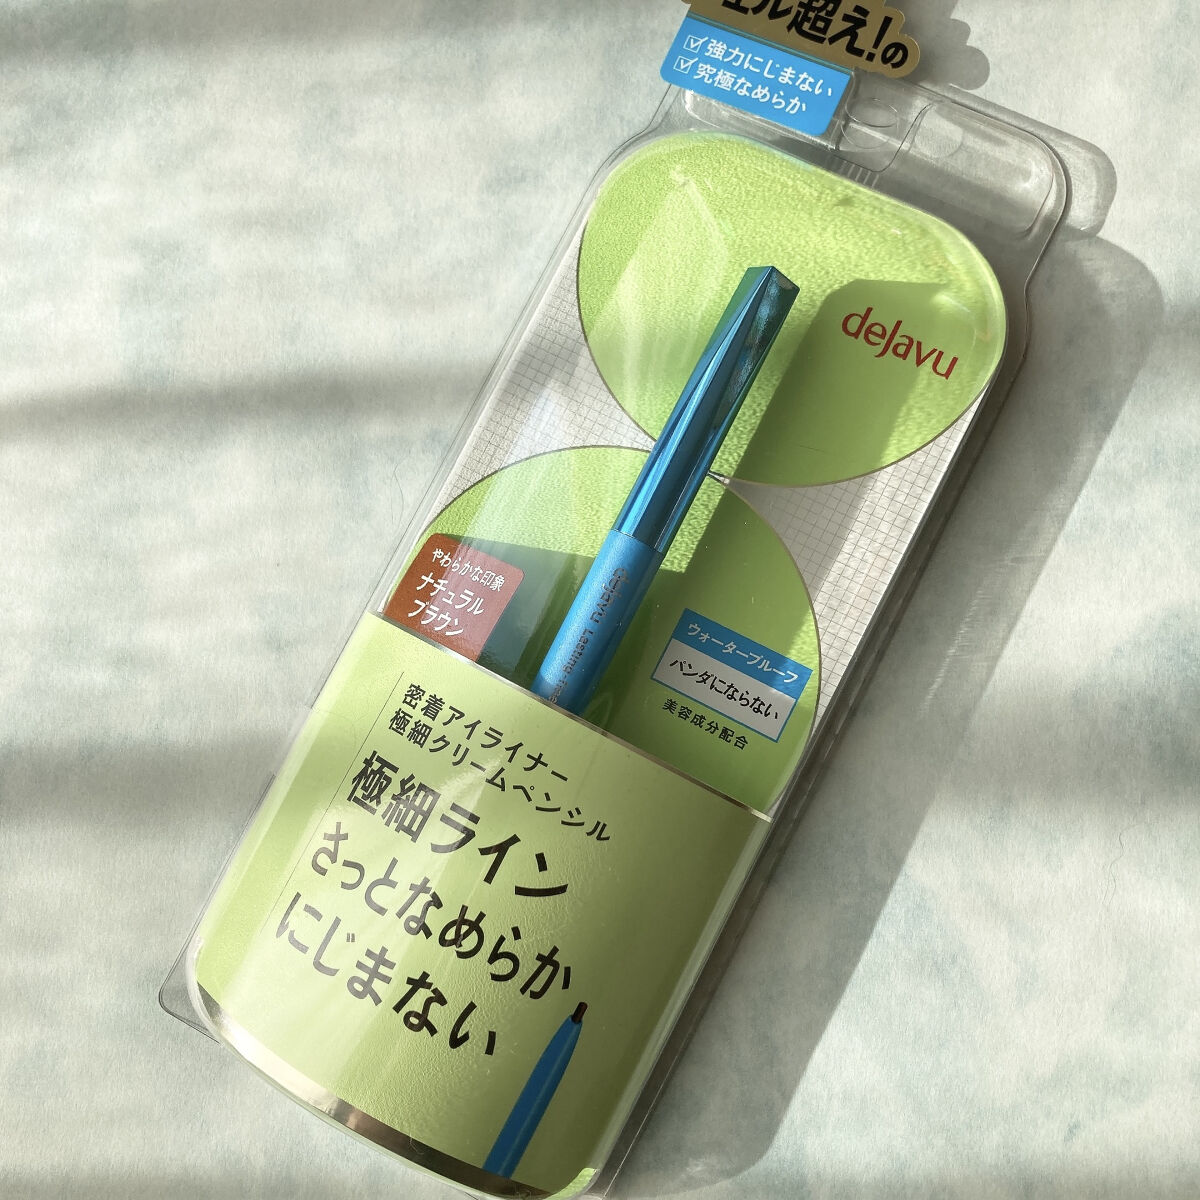 ェル超え!の
強力にじまない
究極なめらか
dejavu
やわらかな印象
ナチュラル
ブラウン
dejavu Lasting-fine
ウォータープルーフ
パンダにならない
美容成分配合
密着アイライナー
極細クリームペンシル
極細ライン
さっとなめらか
にじまない